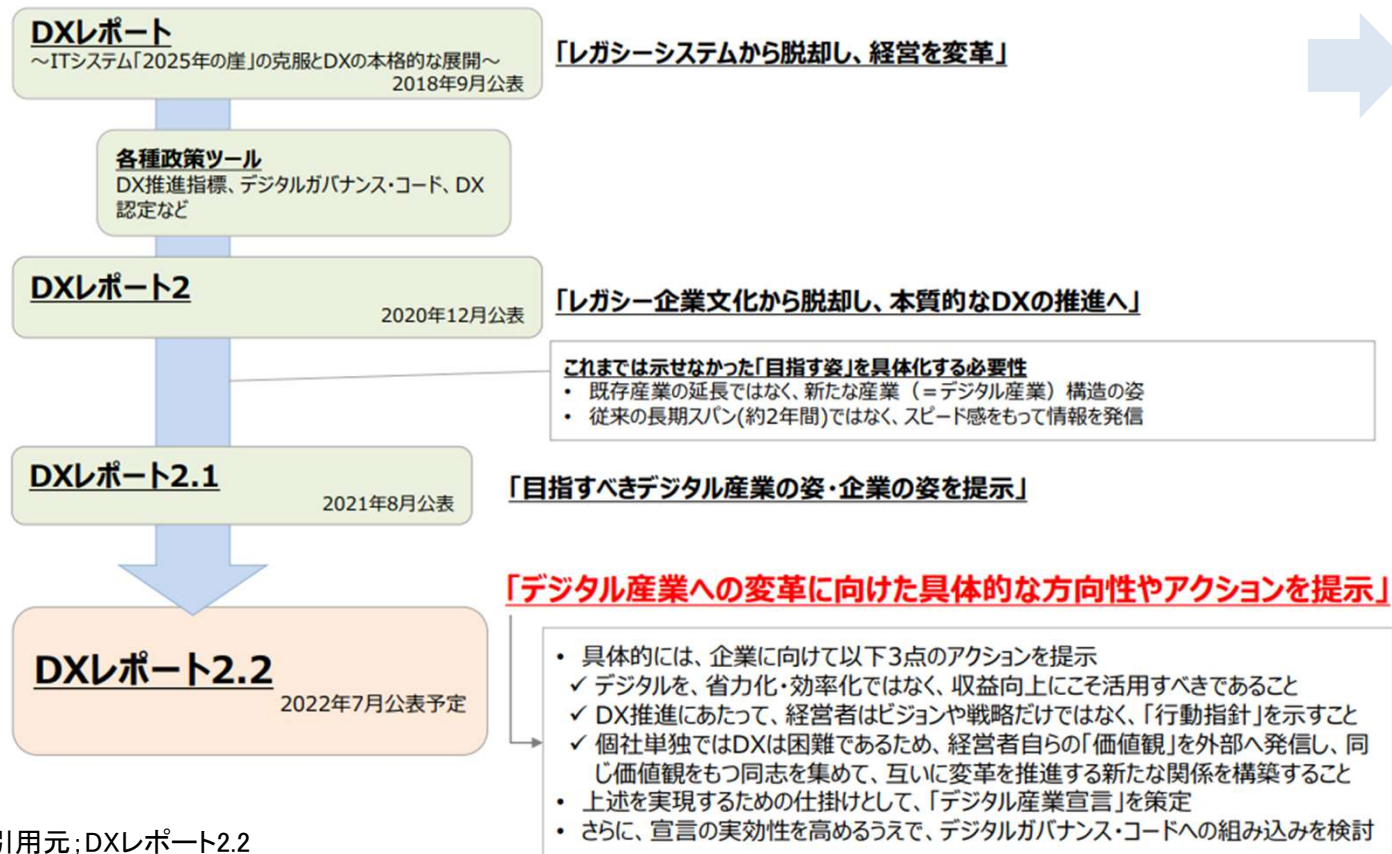 DXレポート
～ITシステム「2025年の崖」の克服とDXの本格的な展開～
2018年9月公表
「レガシーシステムから脱却し、経営を変革」
各種政策ツール
DX推進指標、デジタルガバナンス・コード、DX
認定など
DXレポート2
2020年12月公表
「レガシー企業文化から脱却し、本質的なDXの推進へ」
これまでは示せなかった「目指す姿」を具体化する必要性
• 既存産業の延長ではなく、新たな産業（＝デジタル産業）構造の姿
• 従来の長期スパン(約2年間)ではなく、スピード感をもって情報を発信
DXレポート2.1
2021年8月公表
「目指すべきデジタル産業の姿・企業の姿を提示」
「デジタル産業への変革に向けた具体的な方向性やアクションを提示」
DXレポート2.2
2022年7月公表予定
• 具体的には、企業に向けて以下3点のアクションを提示
✓ デジタルを、省力化・効率化ではなく、収益向上にこそ活用すべきであること
✓ DX推進にあたって、経営者はビジョンや戦略だけではなく、「行動指針」を示すこと
✓ 個社単独ではDXは困難であるため、経営者自らの「価値観」を外部へ発信し、同
じ価値観をもつ同志を集めて、互いに変革を推進する新たな関係を構築すること
• 上述を実現するための仕掛けとして、「デジタル産業宣言」を策定
• さらに、宣言の実効性を高めるうえで、デジタルガバナンス・コードへの組み込みを検討
引用元；DXレポート2.2